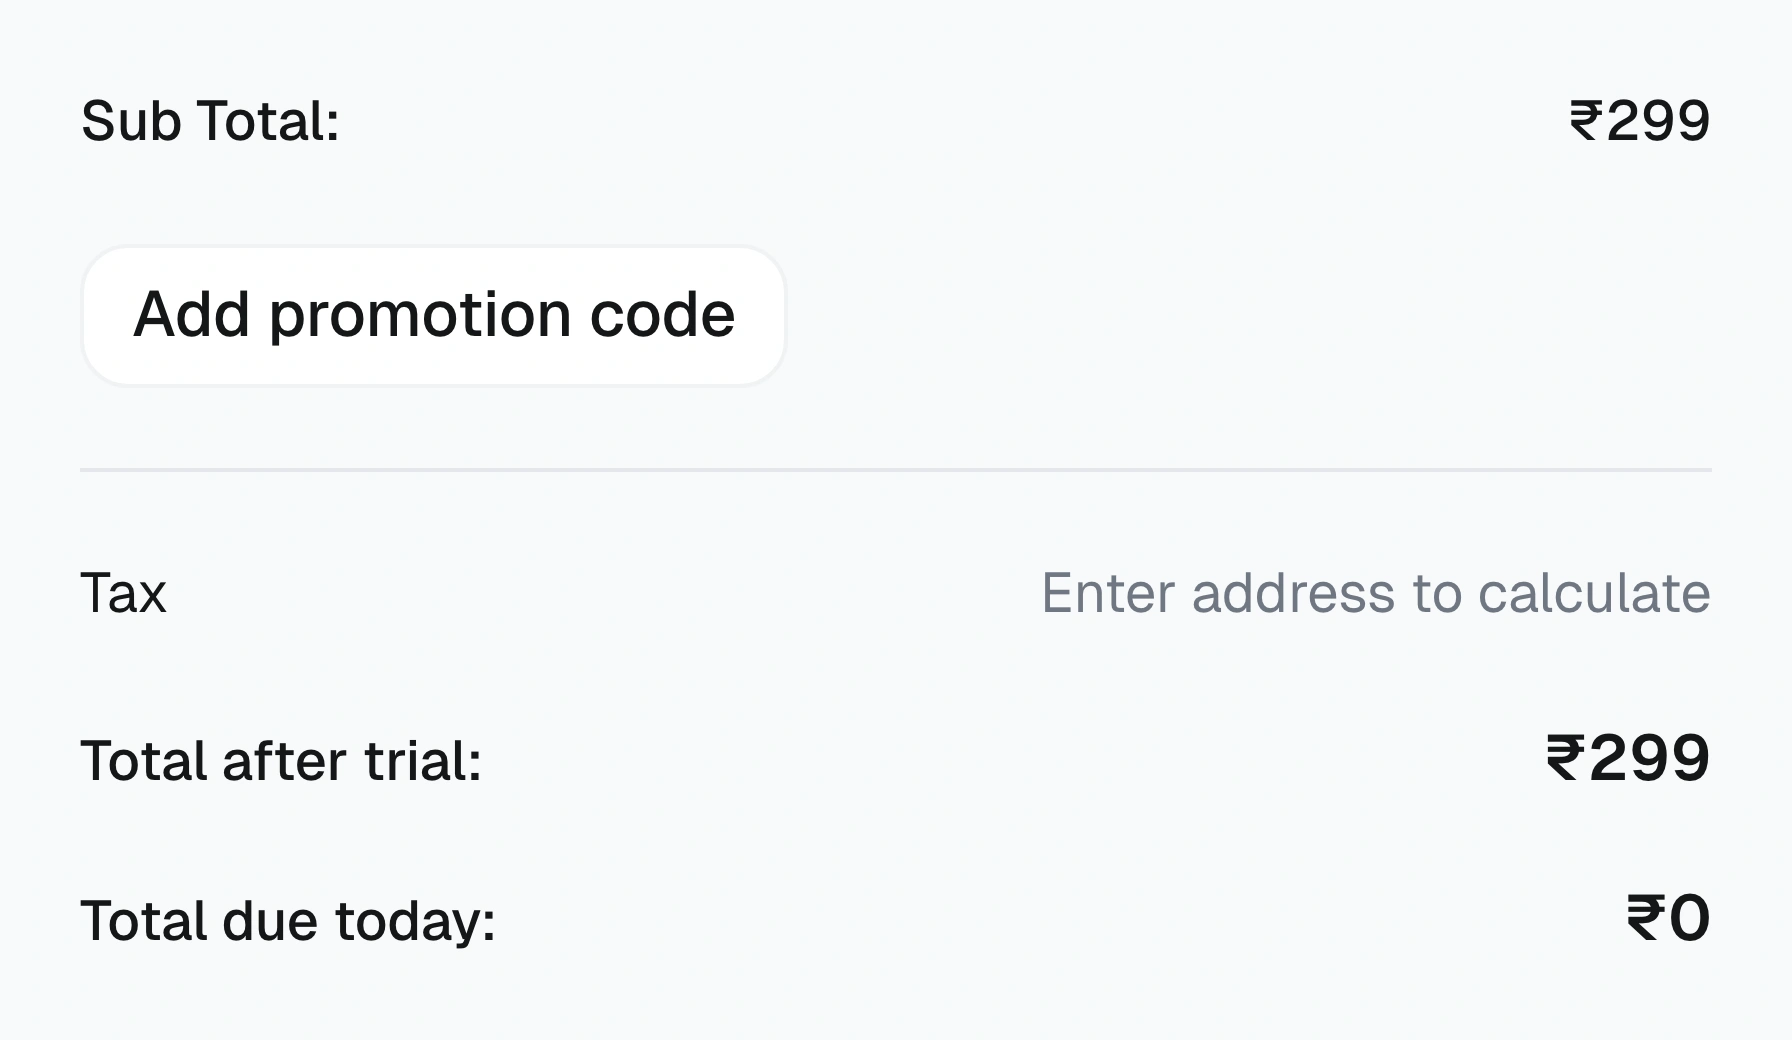 Sub Total: ₹299
Add promotion code
Tax Enter address to calculate
Total after trial: ₹299
Total due today: ₹0